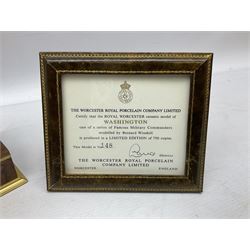 THE WORCESTER ROYAL PORCELAIN COMPANY LIMITED
Certify that the ROYAL WORCESTER ceramic model of
WASHINGTON
one of a series of Famous Military Commanders
modelled by Bernard Winskill
is produced in a LIMITED EDITION of 750 copies.
This Model is No. 148
Director
THE WORCESTER ROYAL PORCELAIN
COMPANY LIMITED
WORCESTER ENGLAND